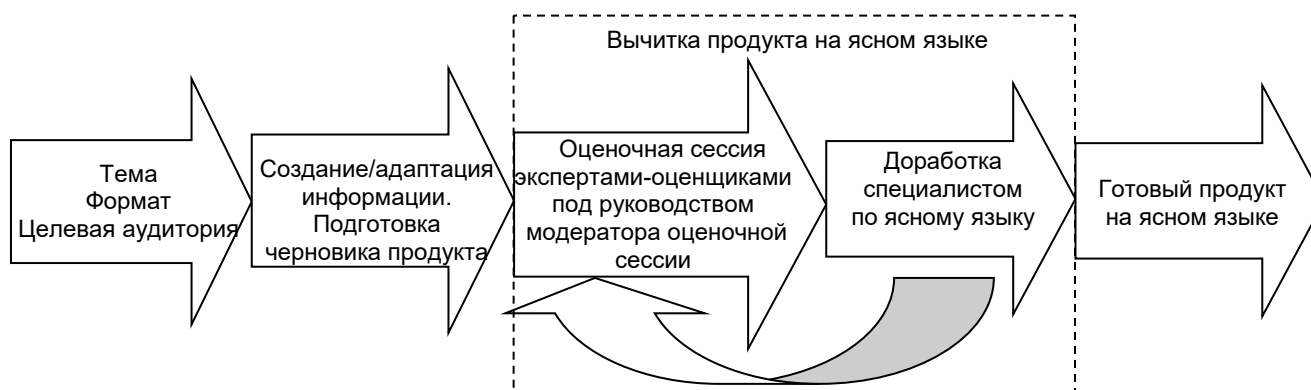 Вычитка продукта на ясном языке
Тема
Формат
Целевая аудитория
Создание/адаптация
информации.
Подготовка
черновика продукта
Оценочная сессия
экспертами-оценщиками
под руководством
модератора оценочной
сессии
Доработка
специалистом
по ясному языку
Готовый продукт
на ясном языке